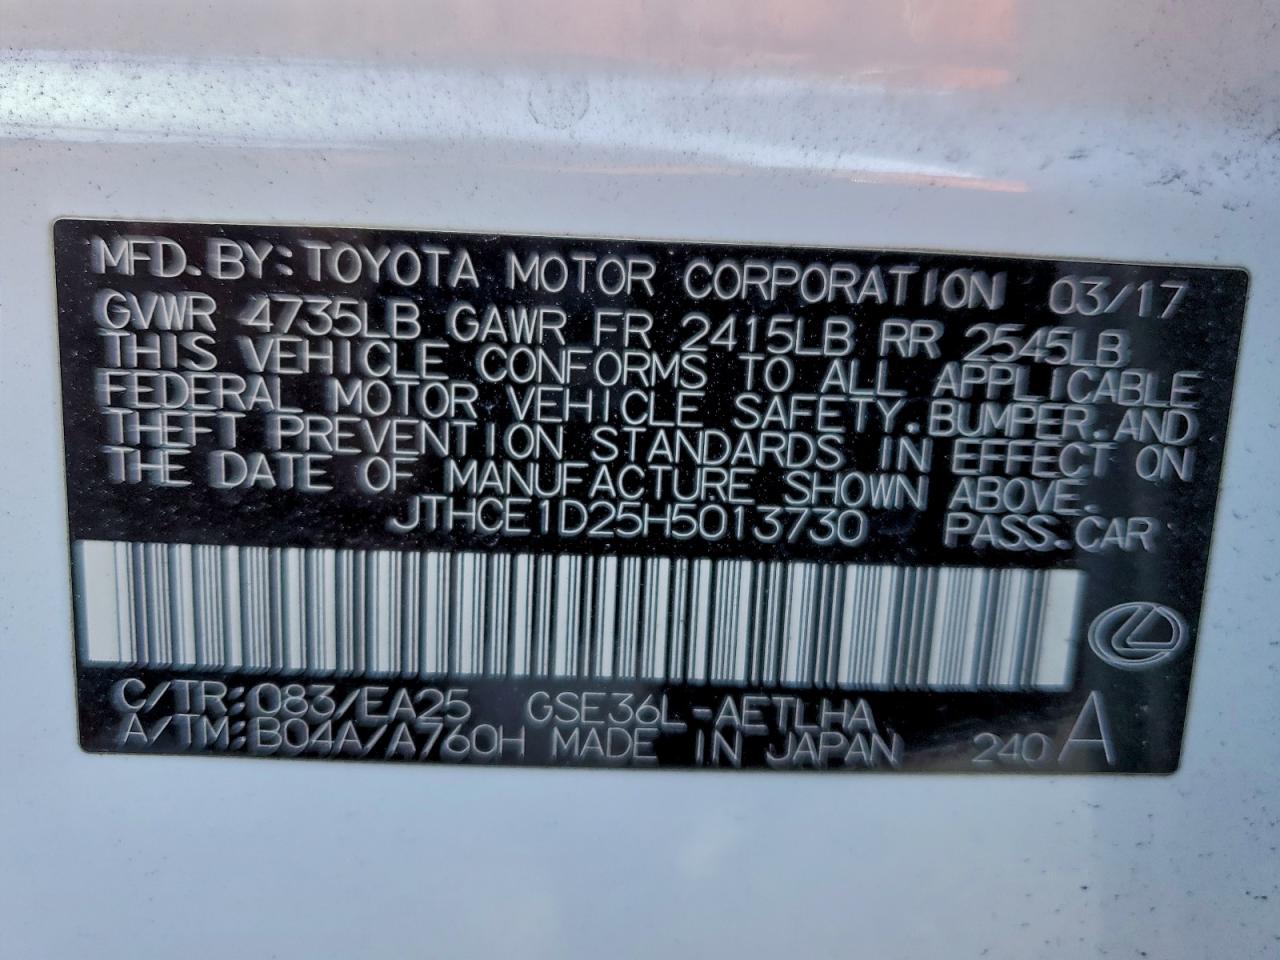 MFD. BY: TOYOTA MOTOR CORPORATION 03/17
GVWR 4735LB GAWR FR 2415LB RR 2545LB
THIS VEHICLE CONFORMS TO ALL APPLICABLE
FEDERAL MOTOR VEHICLE SAFETY. BUMPER. AND
THEFT PREVENTION STANDARDS IN EFFECT ON
THE DATE OF MANUFACTURE SHOWN ABOVE.
JTHCE1D25H5013730 PASS. CAR
C/TR: 083/EA25 GSE36L-AETLHA
A/TM: B04A/A760H MADE IN JAPAN 240 A